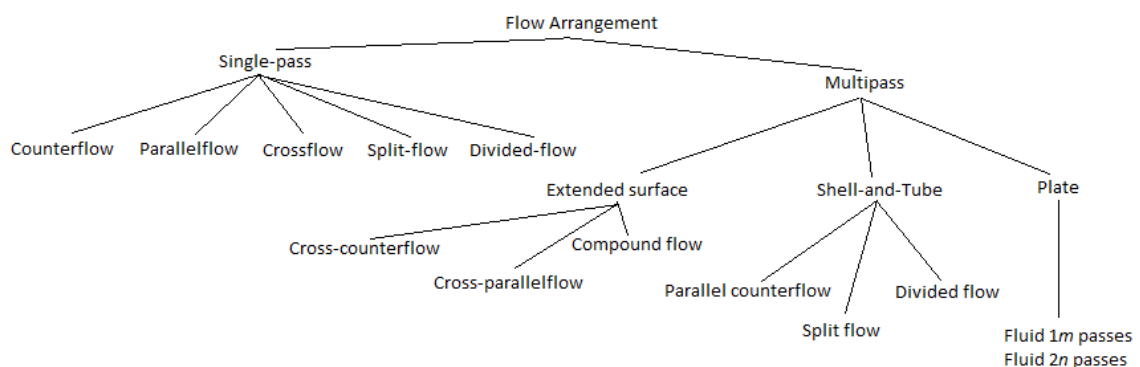 Flow Arrangement
Single-pass
Multipass
Counterflow
Parallelflow
Crossflow
Split-flow
Divided-flow
Extended surface
Shell-and-Tube
Plate
Cross-counterflow
Compound flow
Cross-parallelflow
Parallel counterflow
Divided flow
Split flow
Fluid 1m passes
Fluid 2n passes